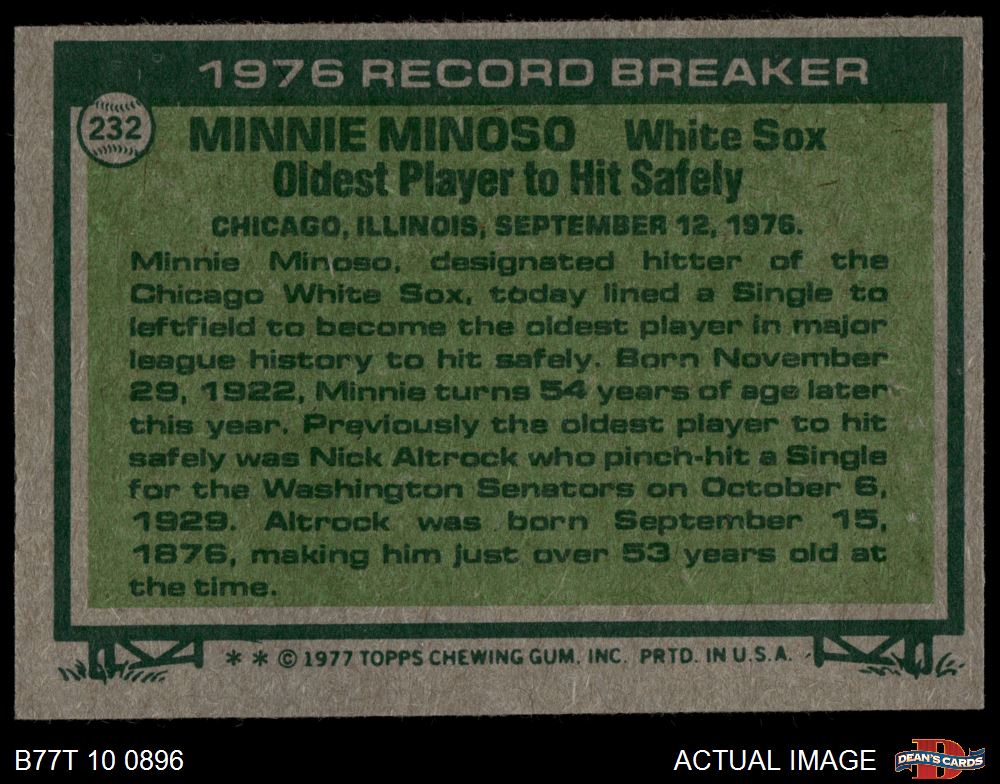 1976 RECORD BREAKER
232
MINNIE MINOSO White Sox
Oldest Player to Hit Safely
CHICAGO, ILLINOIS, SEPTEMBER 12, 1976.
Minnie Minoso, designated hitter of the
Chicago White Sox, today lined a Single to
leftfield to become the oldest player in major
league history to hit safely. Born November
29, 1922, Minnie turns 54 years of age later
this year. Previously the oldest player to hit
safely was Nick Altrock who pinch-hit a Single
for the Washington Senators on October 6,
1929. Altrock was born September 15,
1876, making him just over 53 years old at
the time.
* * © 1977 TOPPS CHEWING GUM, INC. PRTD. IN U.S.A.
B77T 10 0896
ACTUAL IMAGE
D
DEAN'S CARDS